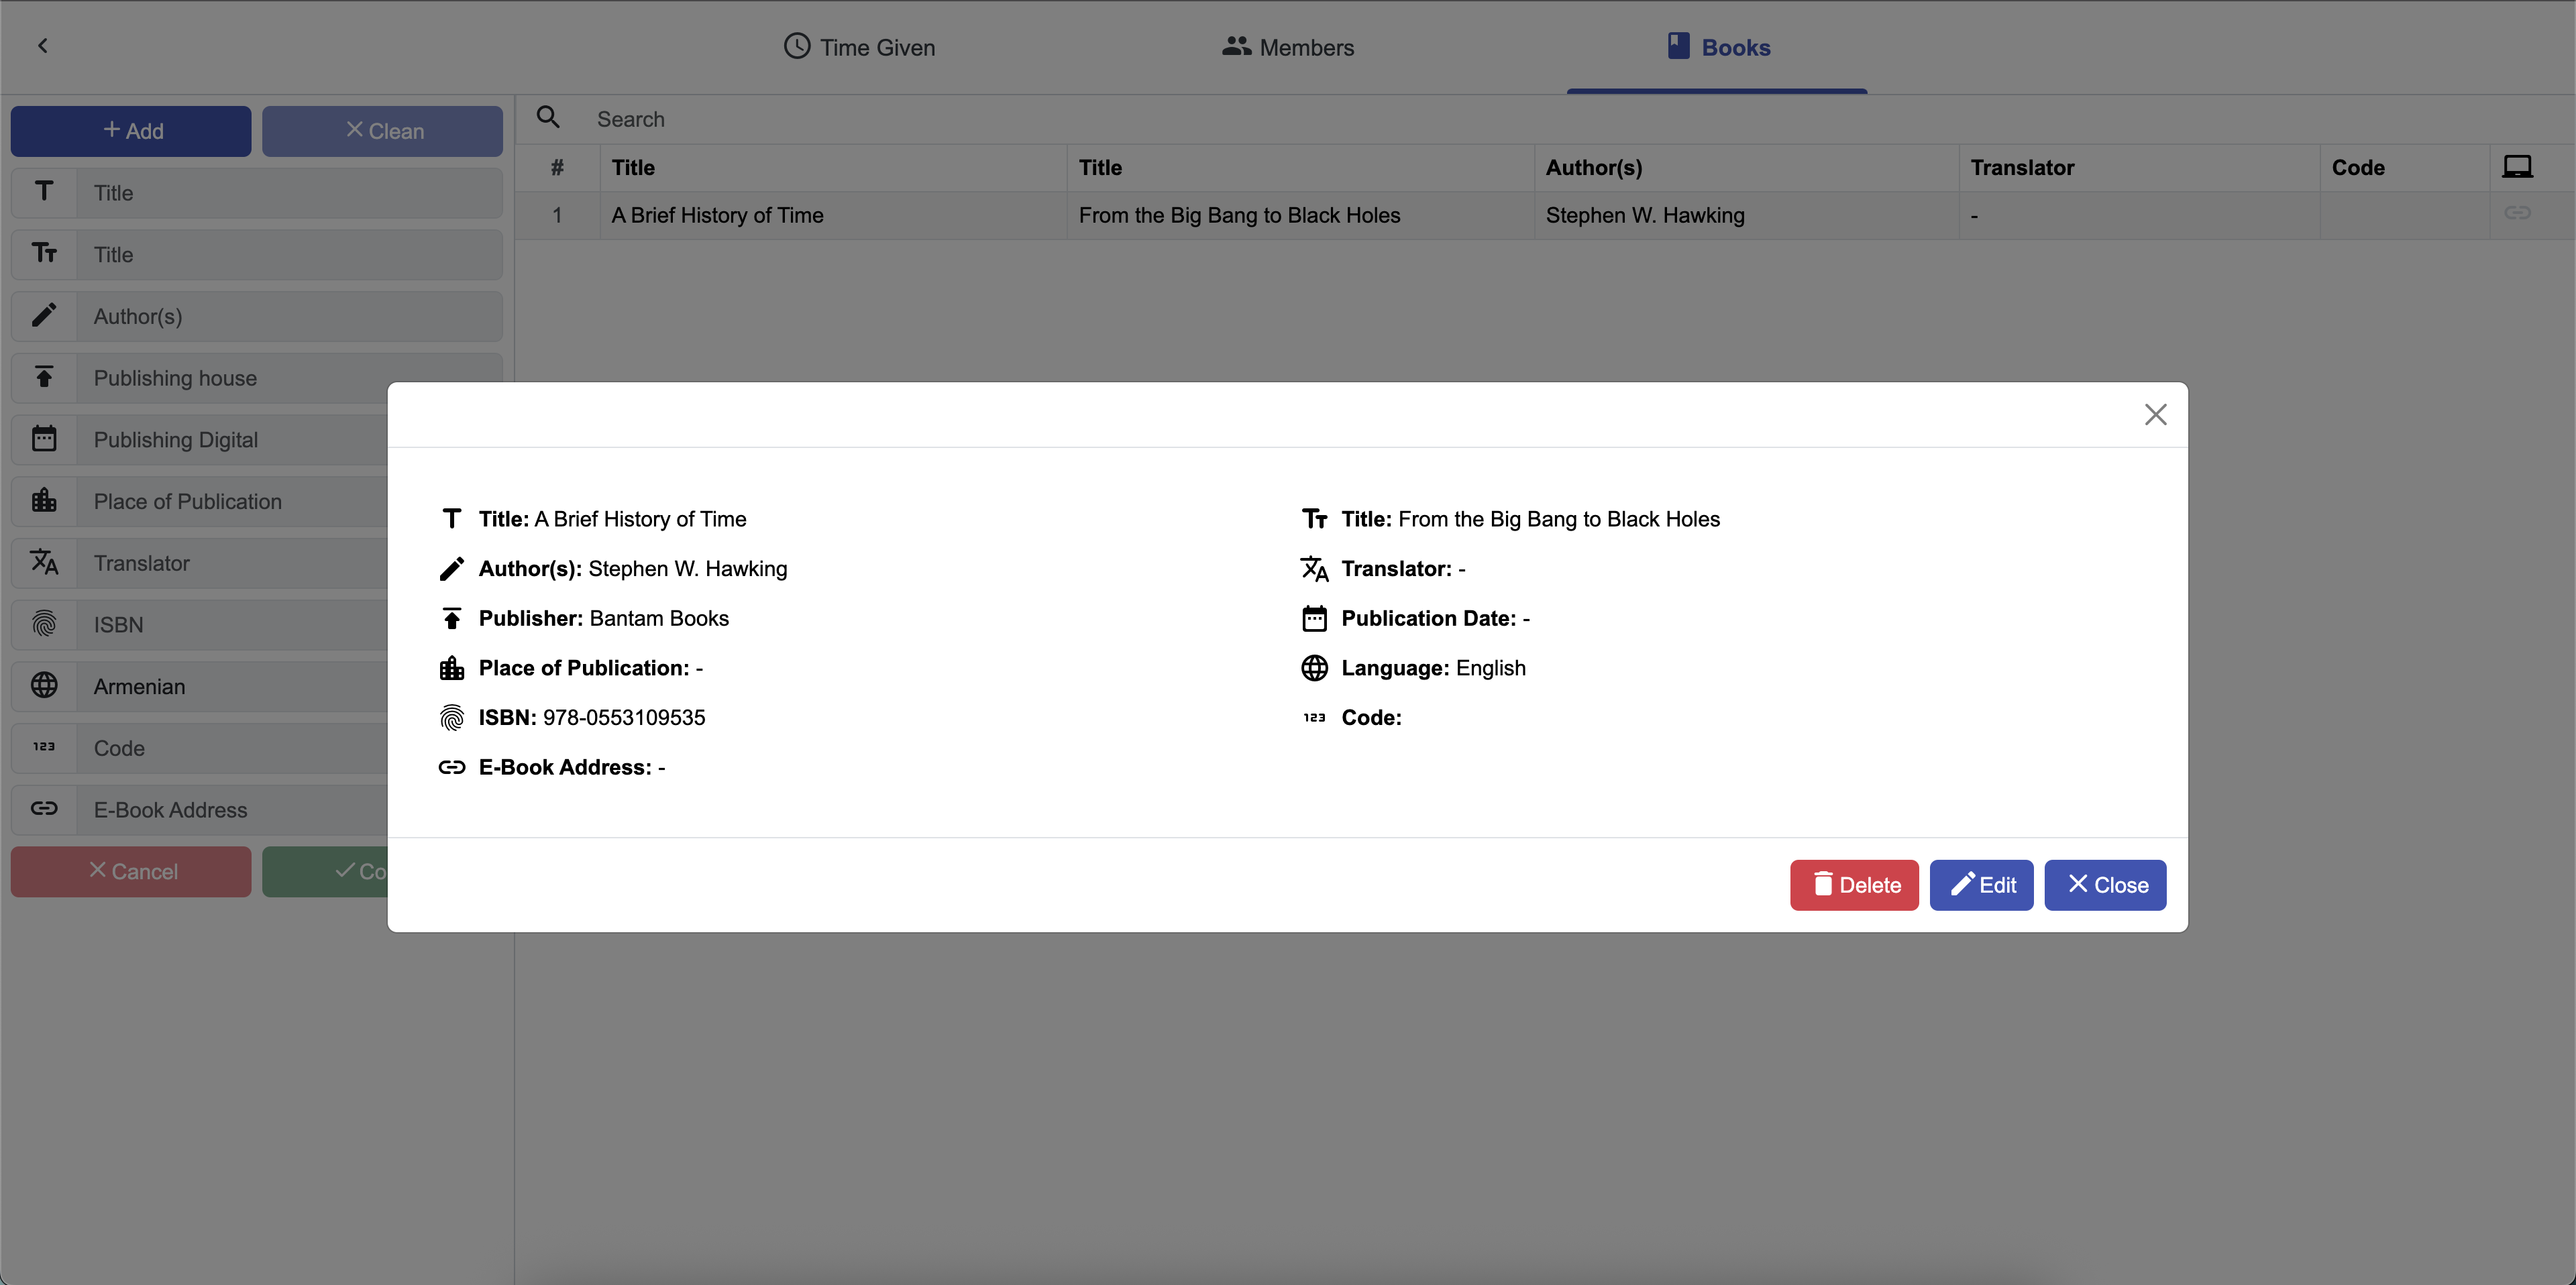 Time Given
Members
Books
Add
Clean
Search
Title
Title
Author(s)
Publishing house
Publishing Digital
Place of Publication
Translator
ISBN
Armenian
Code
E-Book Address
Cancel
Co
# Title Title Author(s) Translator Code
1 A Brief History of Time From the Big Bang to Black Holes Stephen W. Hawking -
Title: A Brief History of Time
Title: From the Big Bang to Black Holes
Author(s): Stephen W. Hawking
Translator: -
Publisher: Bantam Books
Publication Date: -
Place of Publication: -
Language: English
ISBN: 978-0553109535
Code:
E-Book Address: -
Delete
Edit
Close